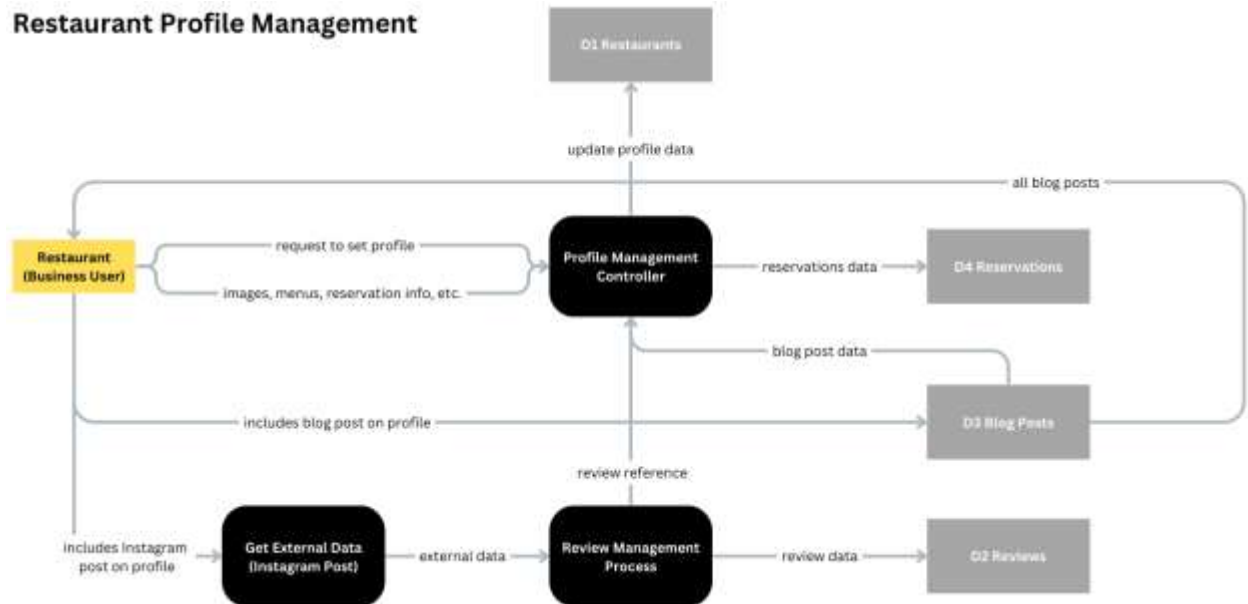 Restaurant Profile Management
D1 Restaurants
update profile data
all blog posts
Restaurant
(Business User)
request to set profile
images, menus, reservation info, etc.
Profile Management
Controller
reservations data
D4 Reservations
blog post data
includes blog post on profile
D3 Blog Posts
review reference
includes Instagram
post on profile
Get External Data
(Instagram Post)
external data
Review Management
Process
review data
D2 Reviews